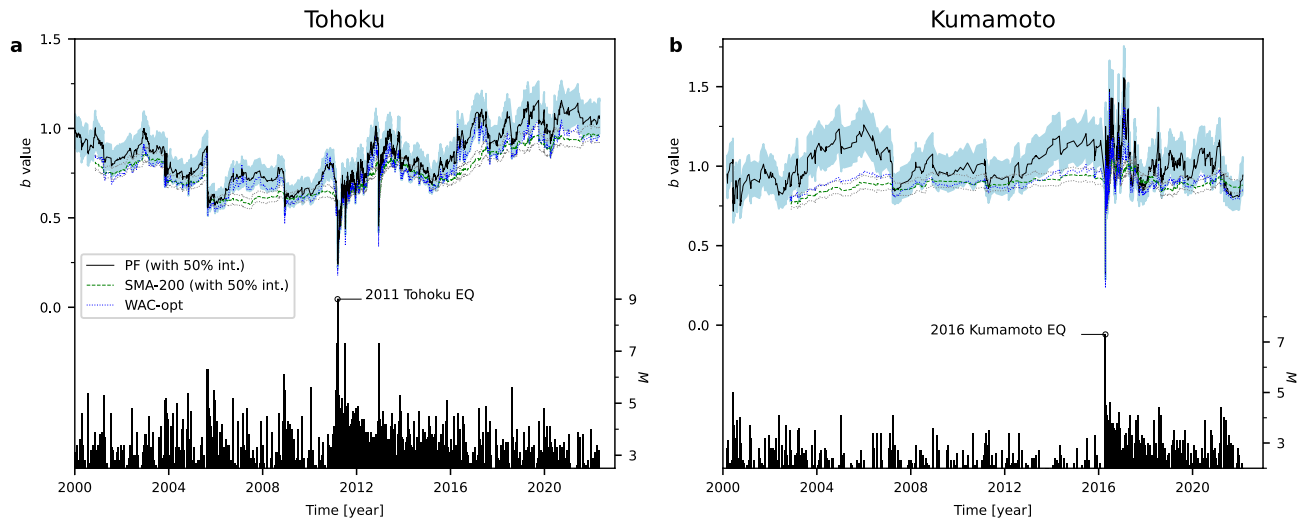 Tohoku
Kumamoto
a
b
1.5
1.0
0.5
0.0
b value
PF (with 50% int.)
SMA-200 (with 50% int.)
WAC-opt
2011 Tohoku EQ
9
7
5
3
M
2000
2004
2008
2012
2016
2020
Time [year]
1.5
1.0
0.5
0.0
b value
2016 Kumamoto EQ
7
5
3
M
2000
2004
2008
2012
2016
2020
Time [year]